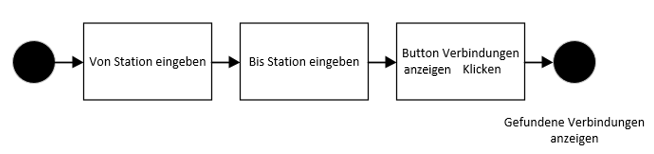 Von Station eingeben
Bis Station eingeben
Button Verbindungen
anzeigen Klicken
Gefundene Verbindungen
anzeigen